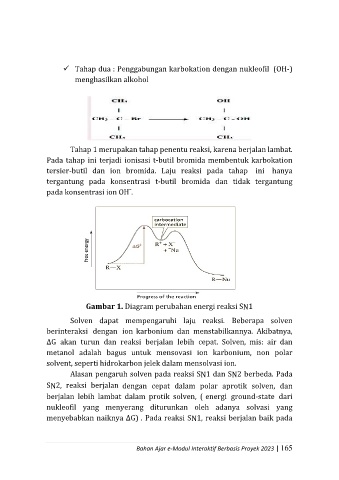 ✓ Tahap dua : Penggabungan karbokation dengan nukleofil (OH-)
menghasilkan alkohol
CH₃ OH
CH₃ - C - Br → CH₃ - C - OH
CH₃ CH₃
Tahap 1 merupakan tahap penentu reaksi, karena berjalan lambat.
Pada tahap ini terjadi ionisasi t-butil bromida membentuk karbokation
tersier-butil dan ion bromida. Laju reaksi pada tahap ini hanya
tergantung pada konsentrasi t-butil bromida dan tidak tergantung
pada konsentrasi ion OH⁻.
carbocation
intermediate
ΔG‡
R⁺ + X⁻
+ ⁻Nu
free energy
R—X
R—Nu
Progress of the reaction
Gambar 1. Diagram perubahan energi reaksi SN1
Solven dapat mempengaruhi laju reaksi. Beberapa solven
berinteraksi dengan ion karbonium dan menstabilkannya. Akibatnya,
ΔG akan turun dan reaksi berjalan lebih cepat. Solven, mis: air dan
metanol adalah bagus untuk mensovasi ion karbonium, non polar
solvent, seperti hidrokarbon jelek dalam mensolvasi ion.
Alasan pengaruh solven pada reaksi SN1 dan SN2 berbeda. Pada
SN2, reaksi berjalan dengan cepat dalam polar aprotik solven, dan
berjalan lebih lambat dalam protik solven, ( energi ground-state dari
nukleofil yang menyerang diturunkan oleh adanya solvasi yang
menyebabkan naiknya ΔG) . Pada reaksi SN1, reaksi berjalan baik pada
Bahan Ajar e-Modul Interaktif Berbasis Proyek 2023 | 165